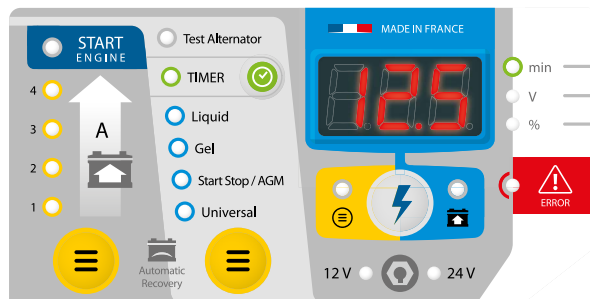 START
ENGINE
Test Alternator
MADE IN FRANCE
TIMER
12.5
min
V
%
4
3
2
1
A
Liquid
Gel
Start Stop / AGM
Universal
ERROR
Automatic
Recovery
12 V
24 V